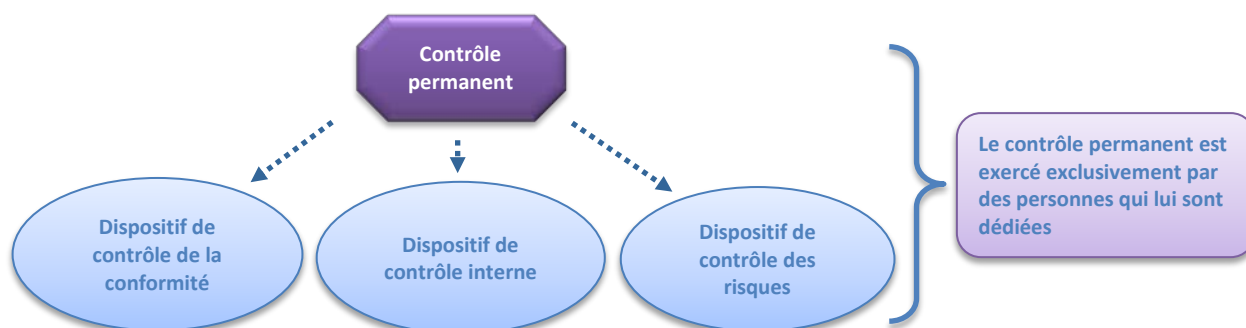 Contrôle
permanent
Dispositif de
contrôle de la
conformité
Dispositif de
contrôle interne
Dispositif de
contrôle des
risques
Le contrôle permanent est
exercé exclusivement par
des personnes qui lui sont
dédiées